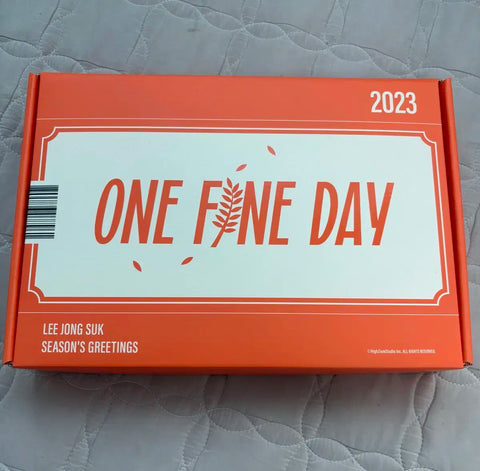 2023
ONE FINE DAY
LEE JONG SUK
SEASON'S GREETINGS